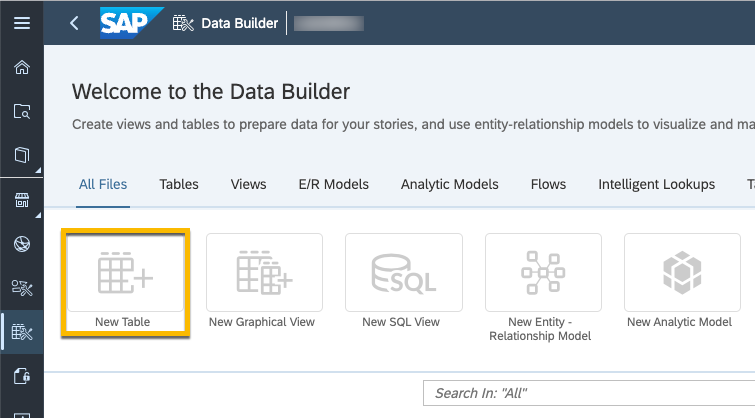 SAP Data Builder
Welcome to the Data Builder
Create views and tables to prepare data for your stories, and use entity-relationship models to visualize and ma
All Files Tables Views E/R Models Analytic Models Flows Intelligent Lookups
SQL
New Table New Graphical View New SQL View New Entity - New Analytic Model
Relationship Model
Search In: "All"